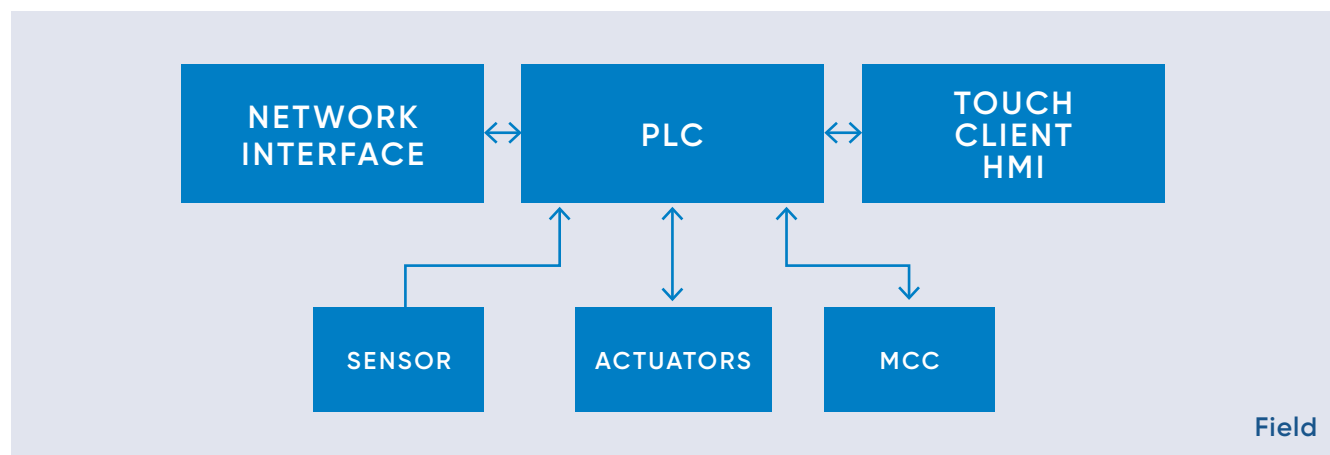 NETWORK
INTERFACE
PLC
TOUCH
CLIENT
HMI
SENSOR
ACTUATORS
MCC
Field